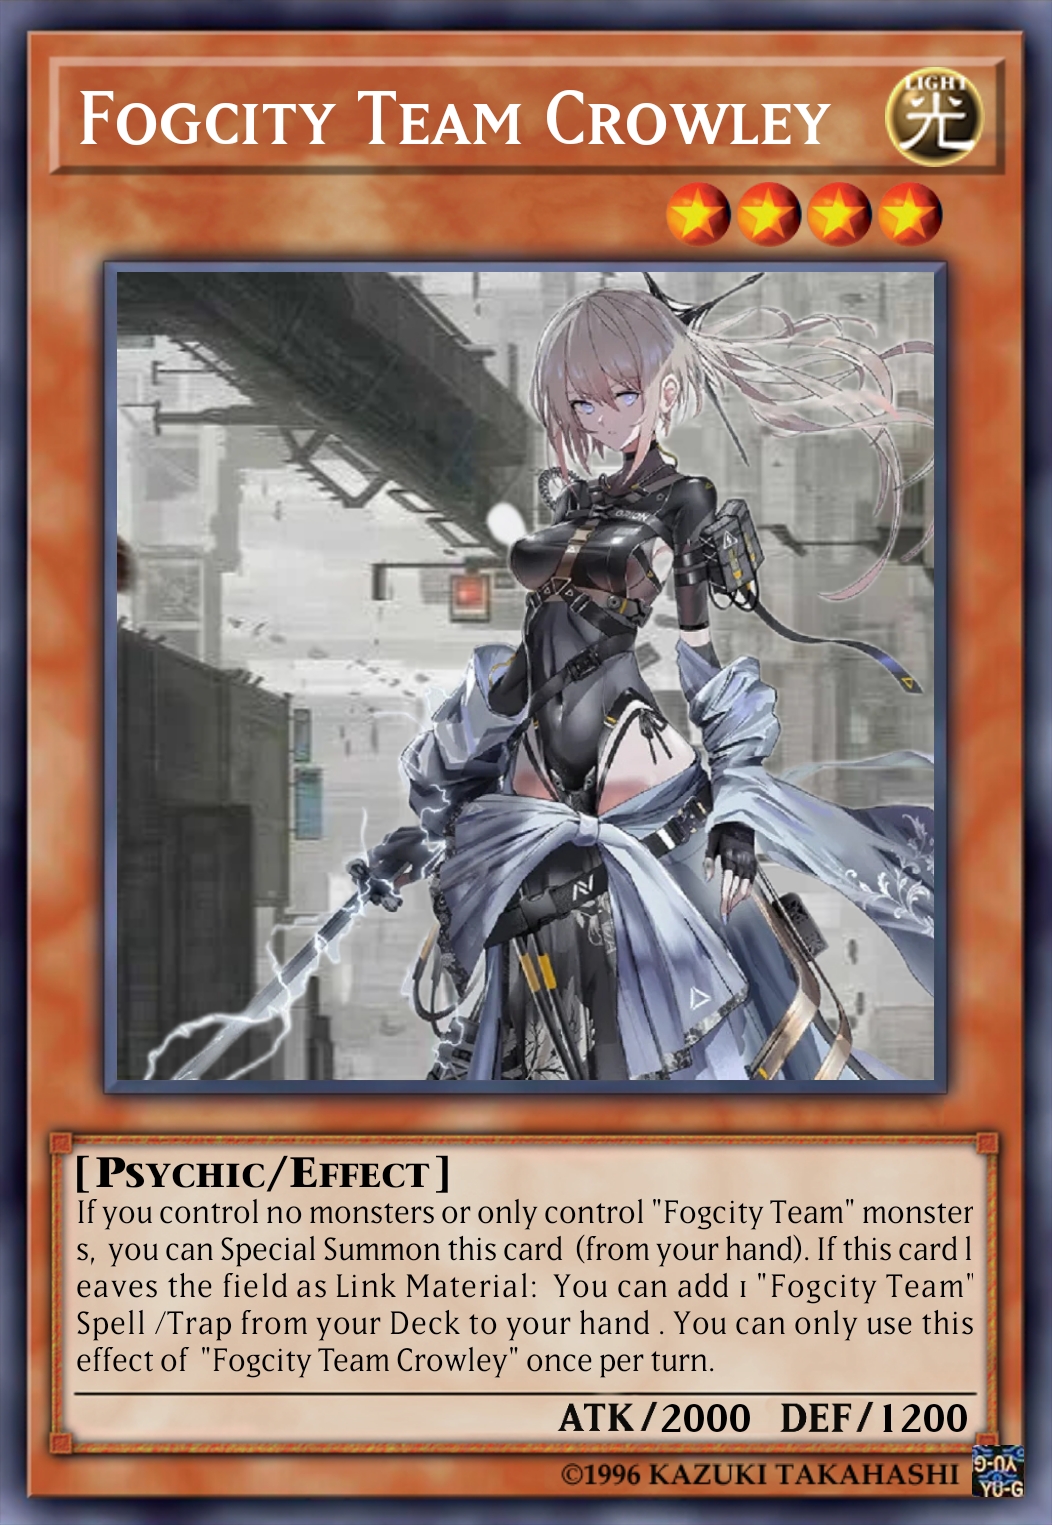 Fogcity Team Crowley
LIGHT
光
[Psychic/Effect]
If you control no monsters or only control "Fogcity Team" monster
s, you can Special Summon this card (from your hand). If this card l
eaves the field as Link Material: You can add 1 "Fogcity Team"
Spell /Trap from your Deck to your hand . You can only use this
effect of "Fogcity Team Crowley" once per turn.
ATK/2000 DEF/1200
©1996 KAZUKI TAKAHASHI
YU-G
YU-G